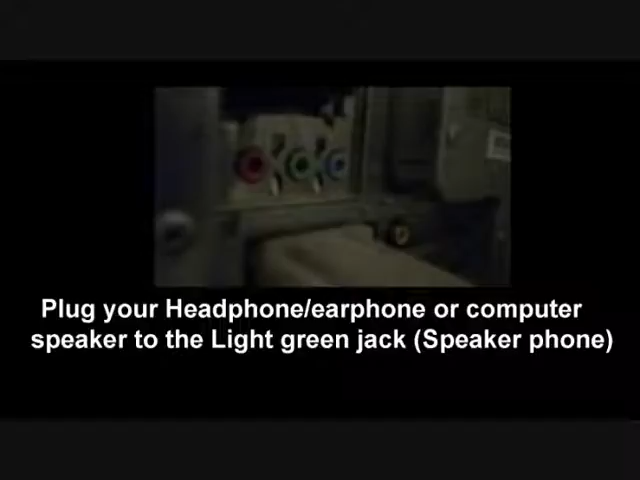 Plug your Headphone/earphone or computer
speaker to the Light green jack (Speaker phone)